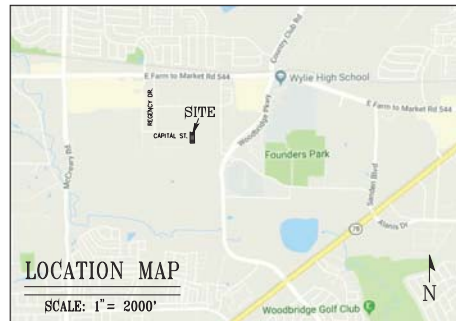 Country Club Rd
E Farm to Market Rd 544
Wylie High School
REGENCY DR.
SITE
E Farm to Market Rd 544
CAPITAL ST.
Woodbridge Pkwy
Founders Park
McCreary Rd
Sanden Blvd
78
Alanis Dr
LOCATION MAP
SCALE: 1"= 2000'
Woodbridge Golf Club
N